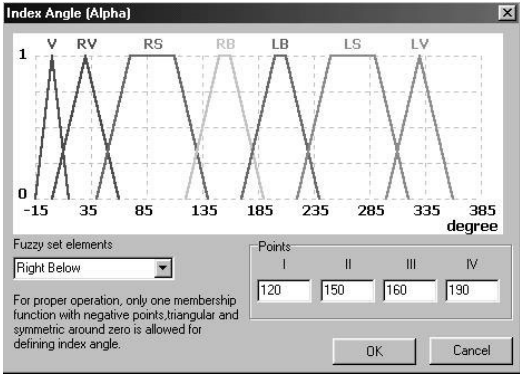 Index Angle (Alpha)
V RV RS RB LB LS LV
1
0
-15 35 85 135 185 235 285 335 385
degree
Fuzzy set elements
Right Below
For proper operation, only one membership
function with negative points,triangular and
symmetric around zero is allowed for
defining index angle.
Points
I II III IV
120 150 160 190
OK Cancel